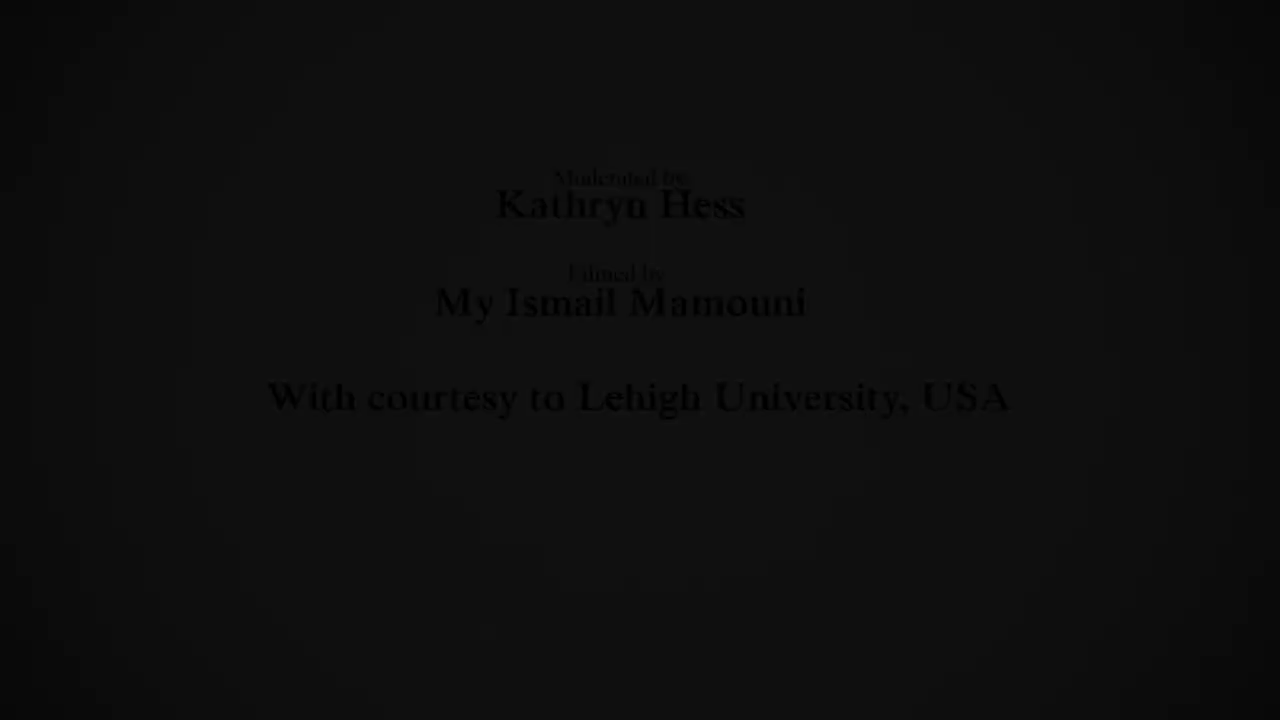 Moderated by
Kathryn Hess
Edited by
My Ismail Mamouni
With courtesy to Lehigh University, USA